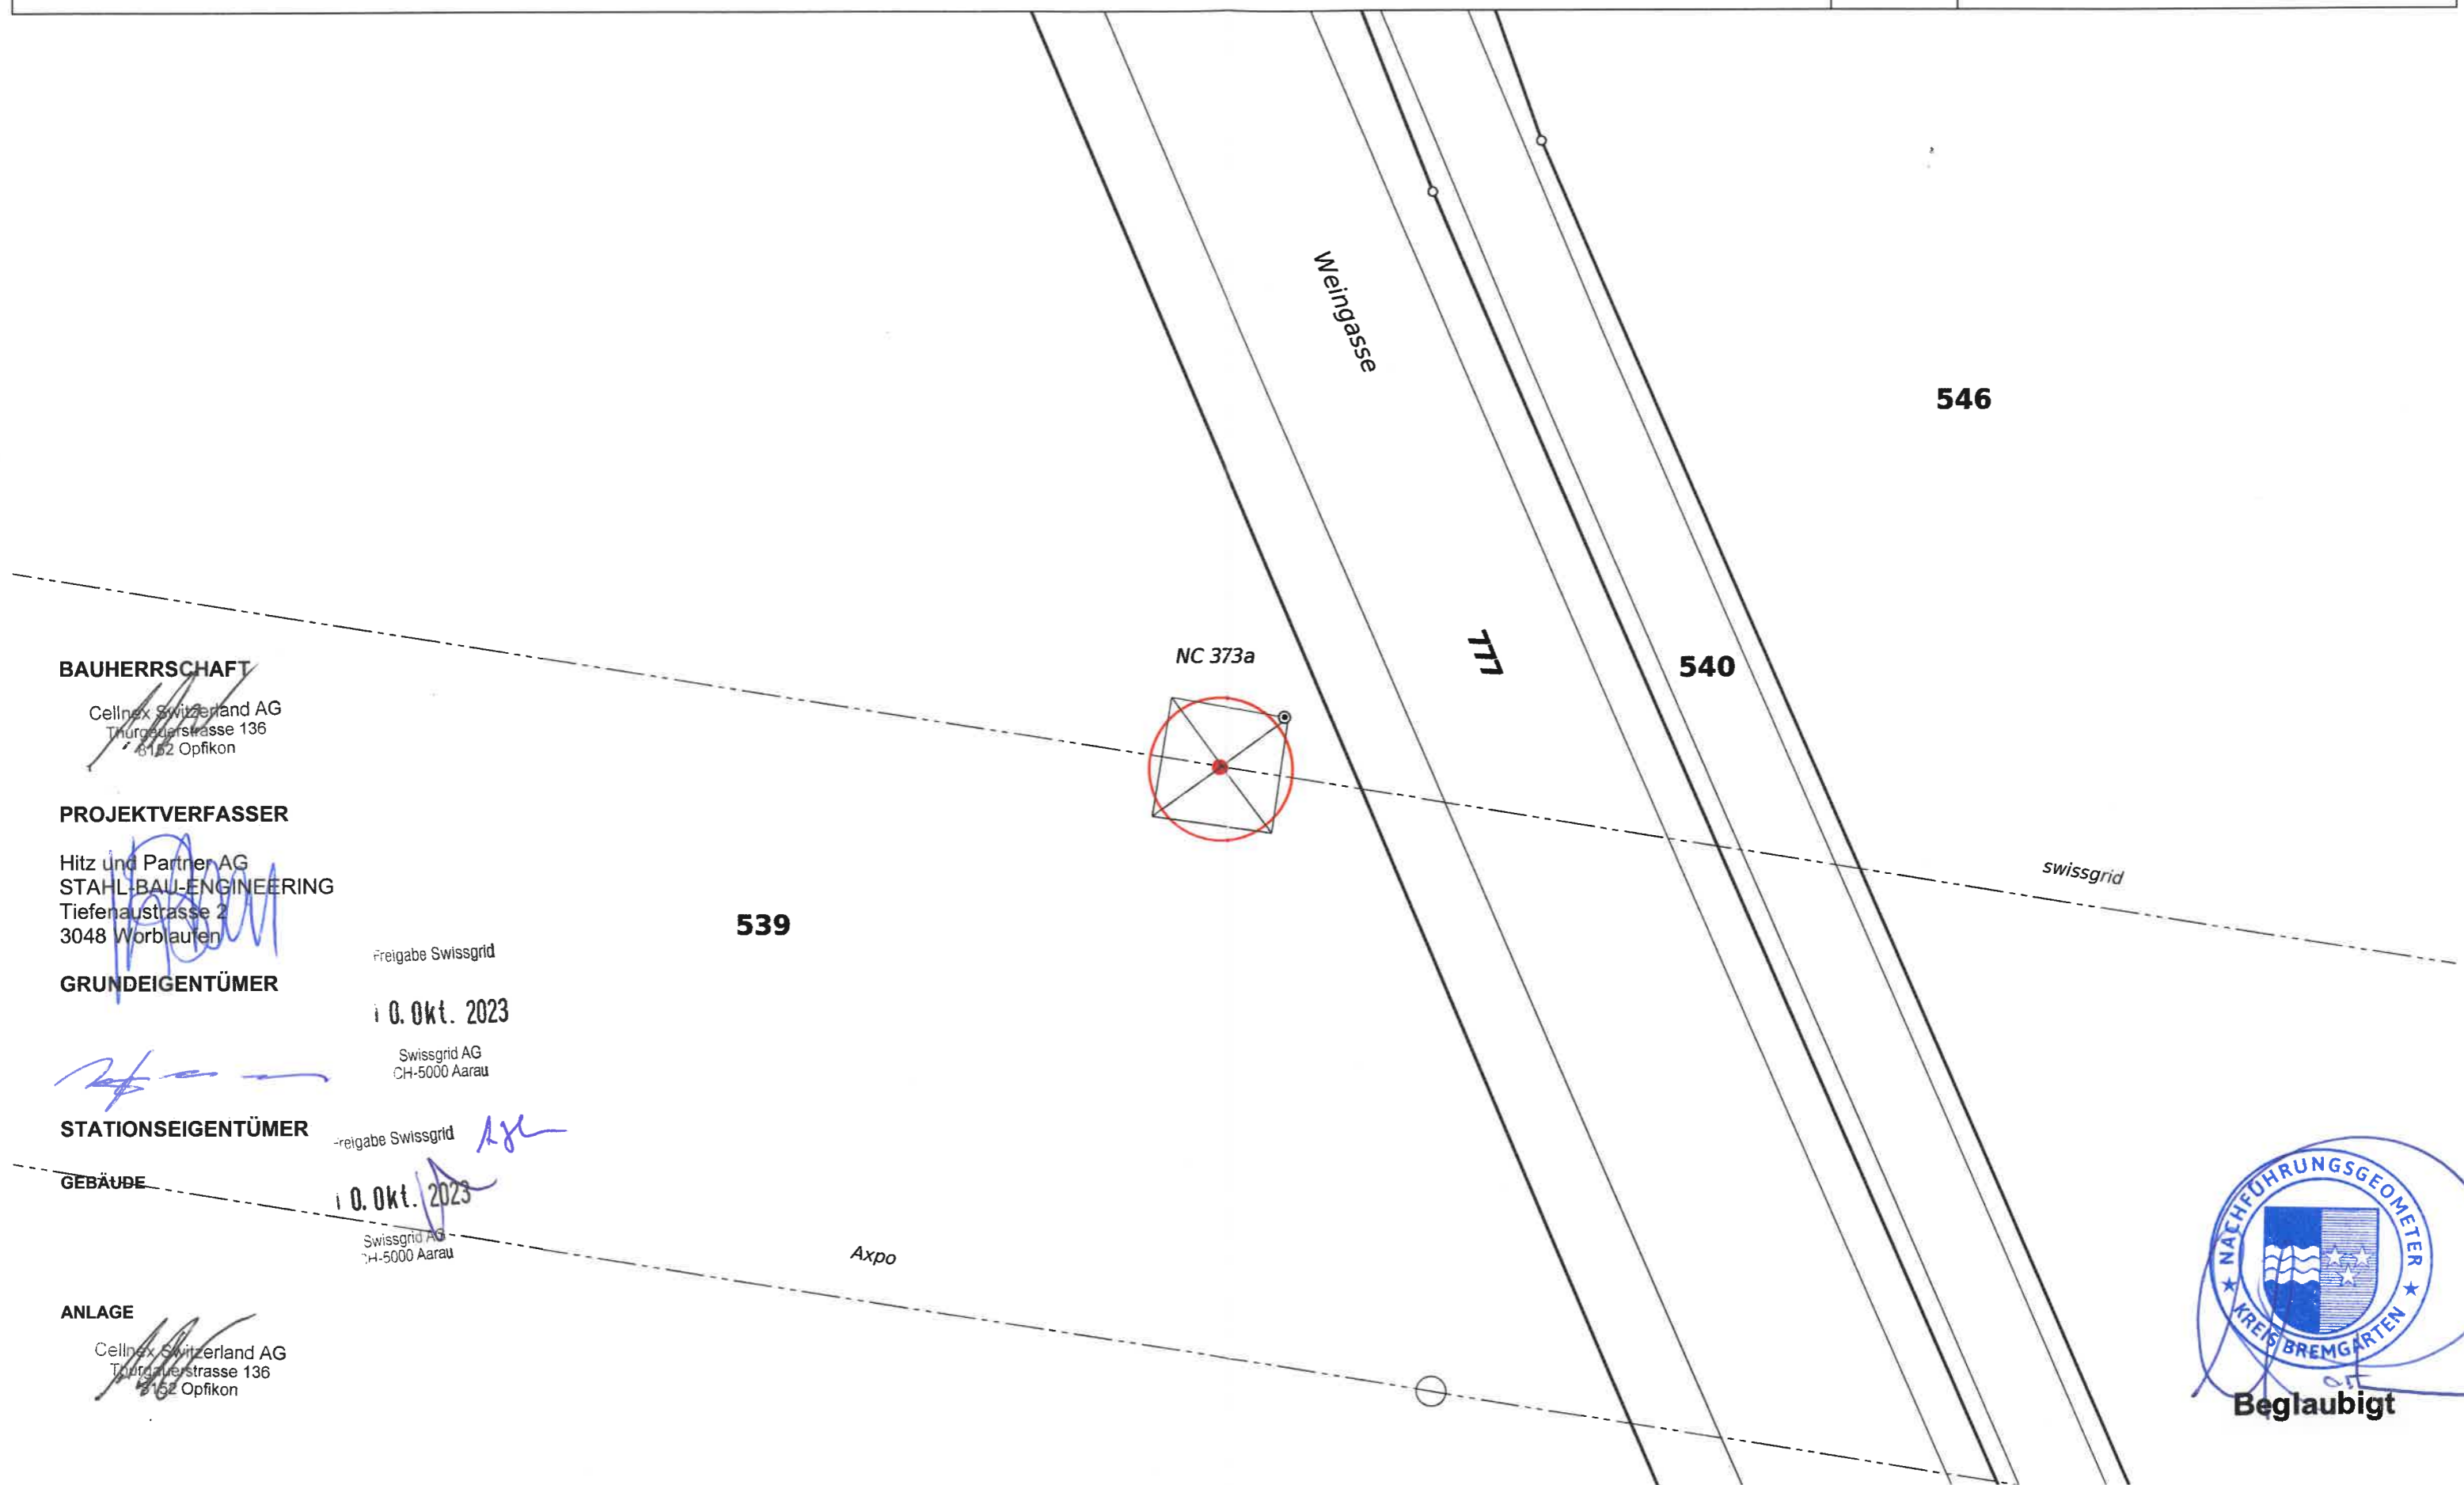 Weingasse
546
BAUHERRSCHAFT
Cellnex Switzerland AG
Thurgauerstrasse 136
8152 Opfikon
NC 373a
777
540
PROJEKTVERFASSER
Hitz und Partner AG
STAHL-BAU-ENGINEERING
Tiefenaustrasse 2
3048 Worblaufen
swissgrid
539
GRUNDEIGENTÜMER
Freigabe Swissgrid
10. Okt. 2023
Swissgrid AG
CH-5000 Aarau
STATIONSEIGENTÜMER
Freigabe Swissgrid
GEBÄUDE
10. Okt. 2023
Swissgrid AG
CH-5000 Aarau
Axpo
ANLAGE
Cellnex Switzerland AG
Thurgauerstrasse 136
8152 Opfikon
NACHFÜHRUNGSGEOMETER
KREIS BREMGARTEN
Beglaubigt